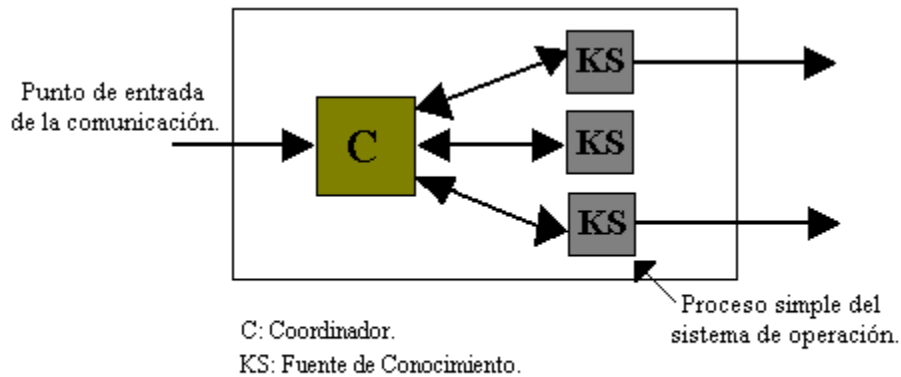 Punto de entrada
de la comunicación.
C
KS
KS
KS
Proceso simple del
sistema de operación.
C: Coordinador.
KS: Fuente de Conocimiento.